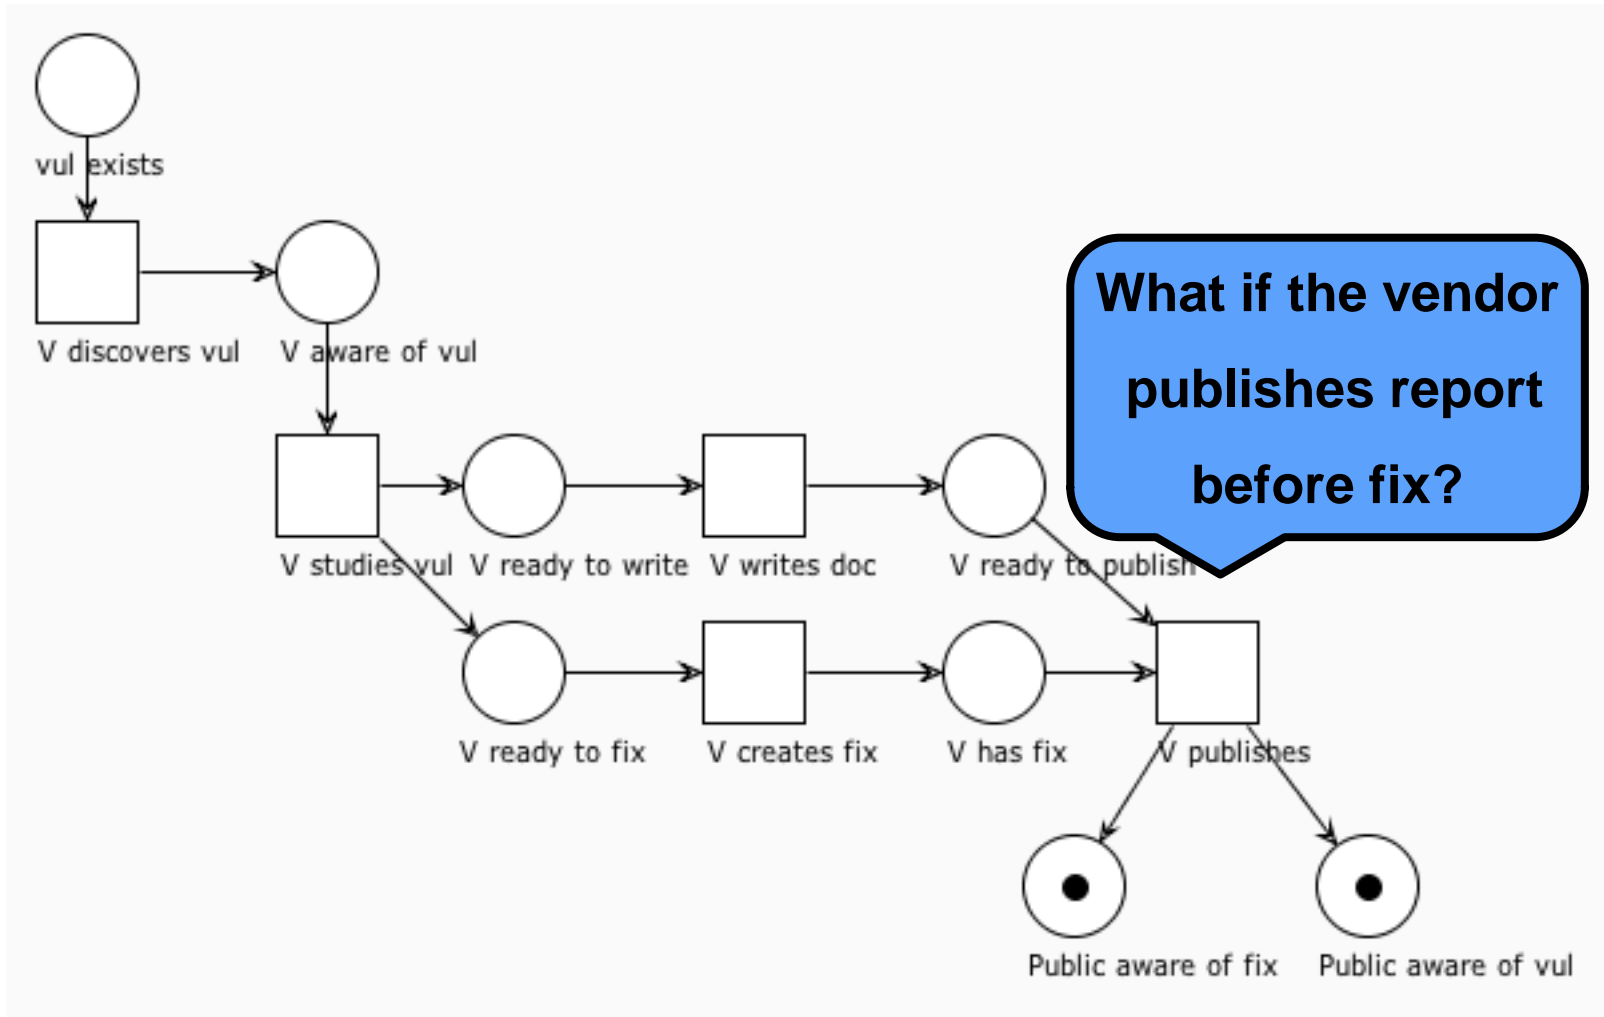 vul exists
V discovers vul
V aware of vul
What if the vendor
publishes report
before fix?
V studies vul
V ready to write
V writes doc
V ready to publish
V ready to fix
V creates fix
V has fix
V publishes
Public aware of fix
Public aware of vul